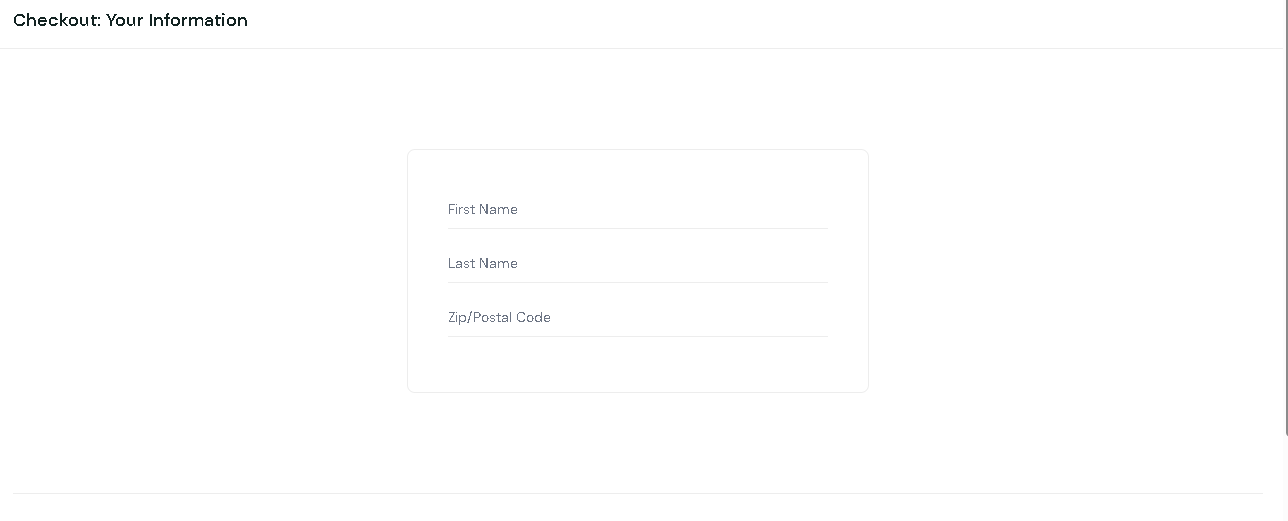 Checkout: Your Information
First Name
Last Name
Zip/Postal Code